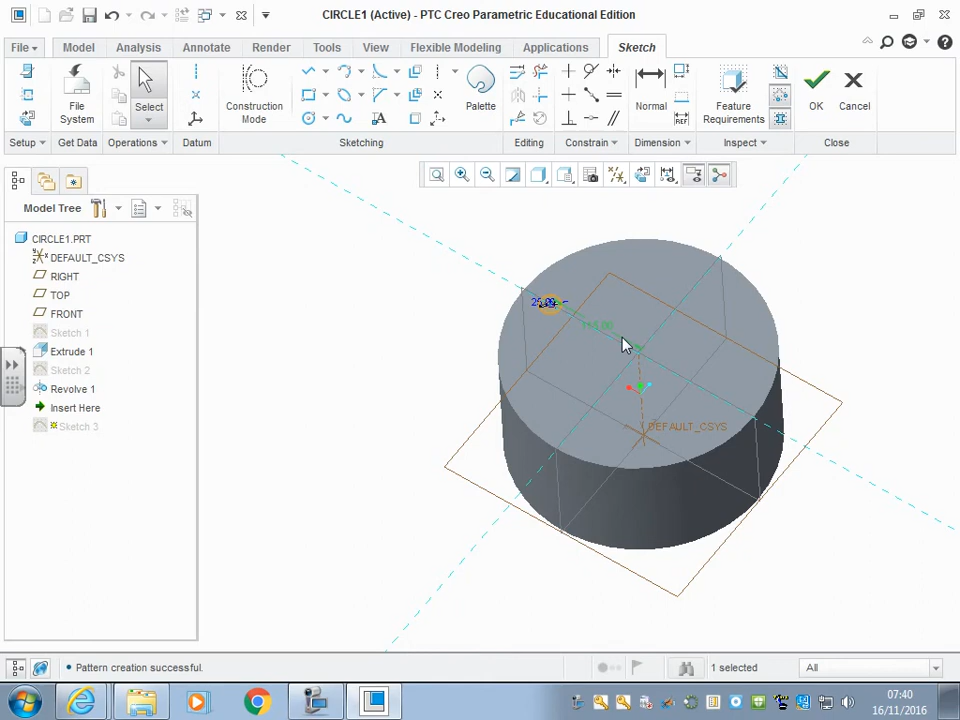 CIRCLE1 (Active) - PTC Creo Parametric Educational Edition
File Model Analysis Annotate Render Tools View Flexible Modeling Applications Sketch
File
System
Select
Construction
Mode
Palette
Normal
Feature
Requirements
OK
Cancel
Setup Get Data Operations Datum Sketching Editing Constrain Dimension Inspect Close
Model Tree
CIRCLE1.PRT
DEFAULT_CSYS
RIGHT
TOP
FRONT
Sketch 1
Extrude 1
Sketch 2
Revolve 1
Insert Here
Sketch 3
DEFAULT_CSYS
Pattern creation successful.
1 selected
All
07:40
16/11/2016